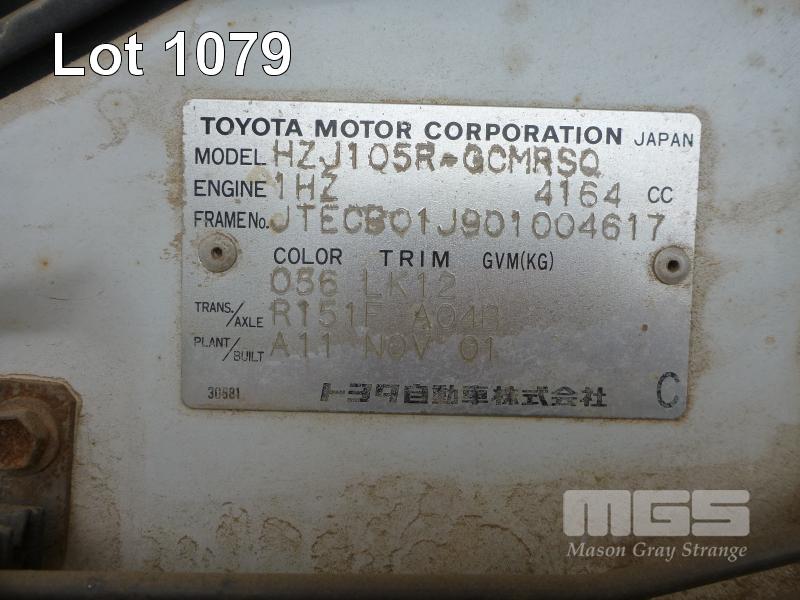 Lot 1079
TOYOTA MOTOR CORPORATION JAPAN
MODEL HZJ105R-GCMRSQ
ENGINE 1HZ 4164 CC
FRAME No. JTECB01J901004617
COLOR TRIM GVM(KG)
056 LK12
TRANS./AXLE R151F A04R
PLANT/BUILT A11 NOV 01
30681 トヨタ自動車株式会社 C
MGS
Mason Gray Strange